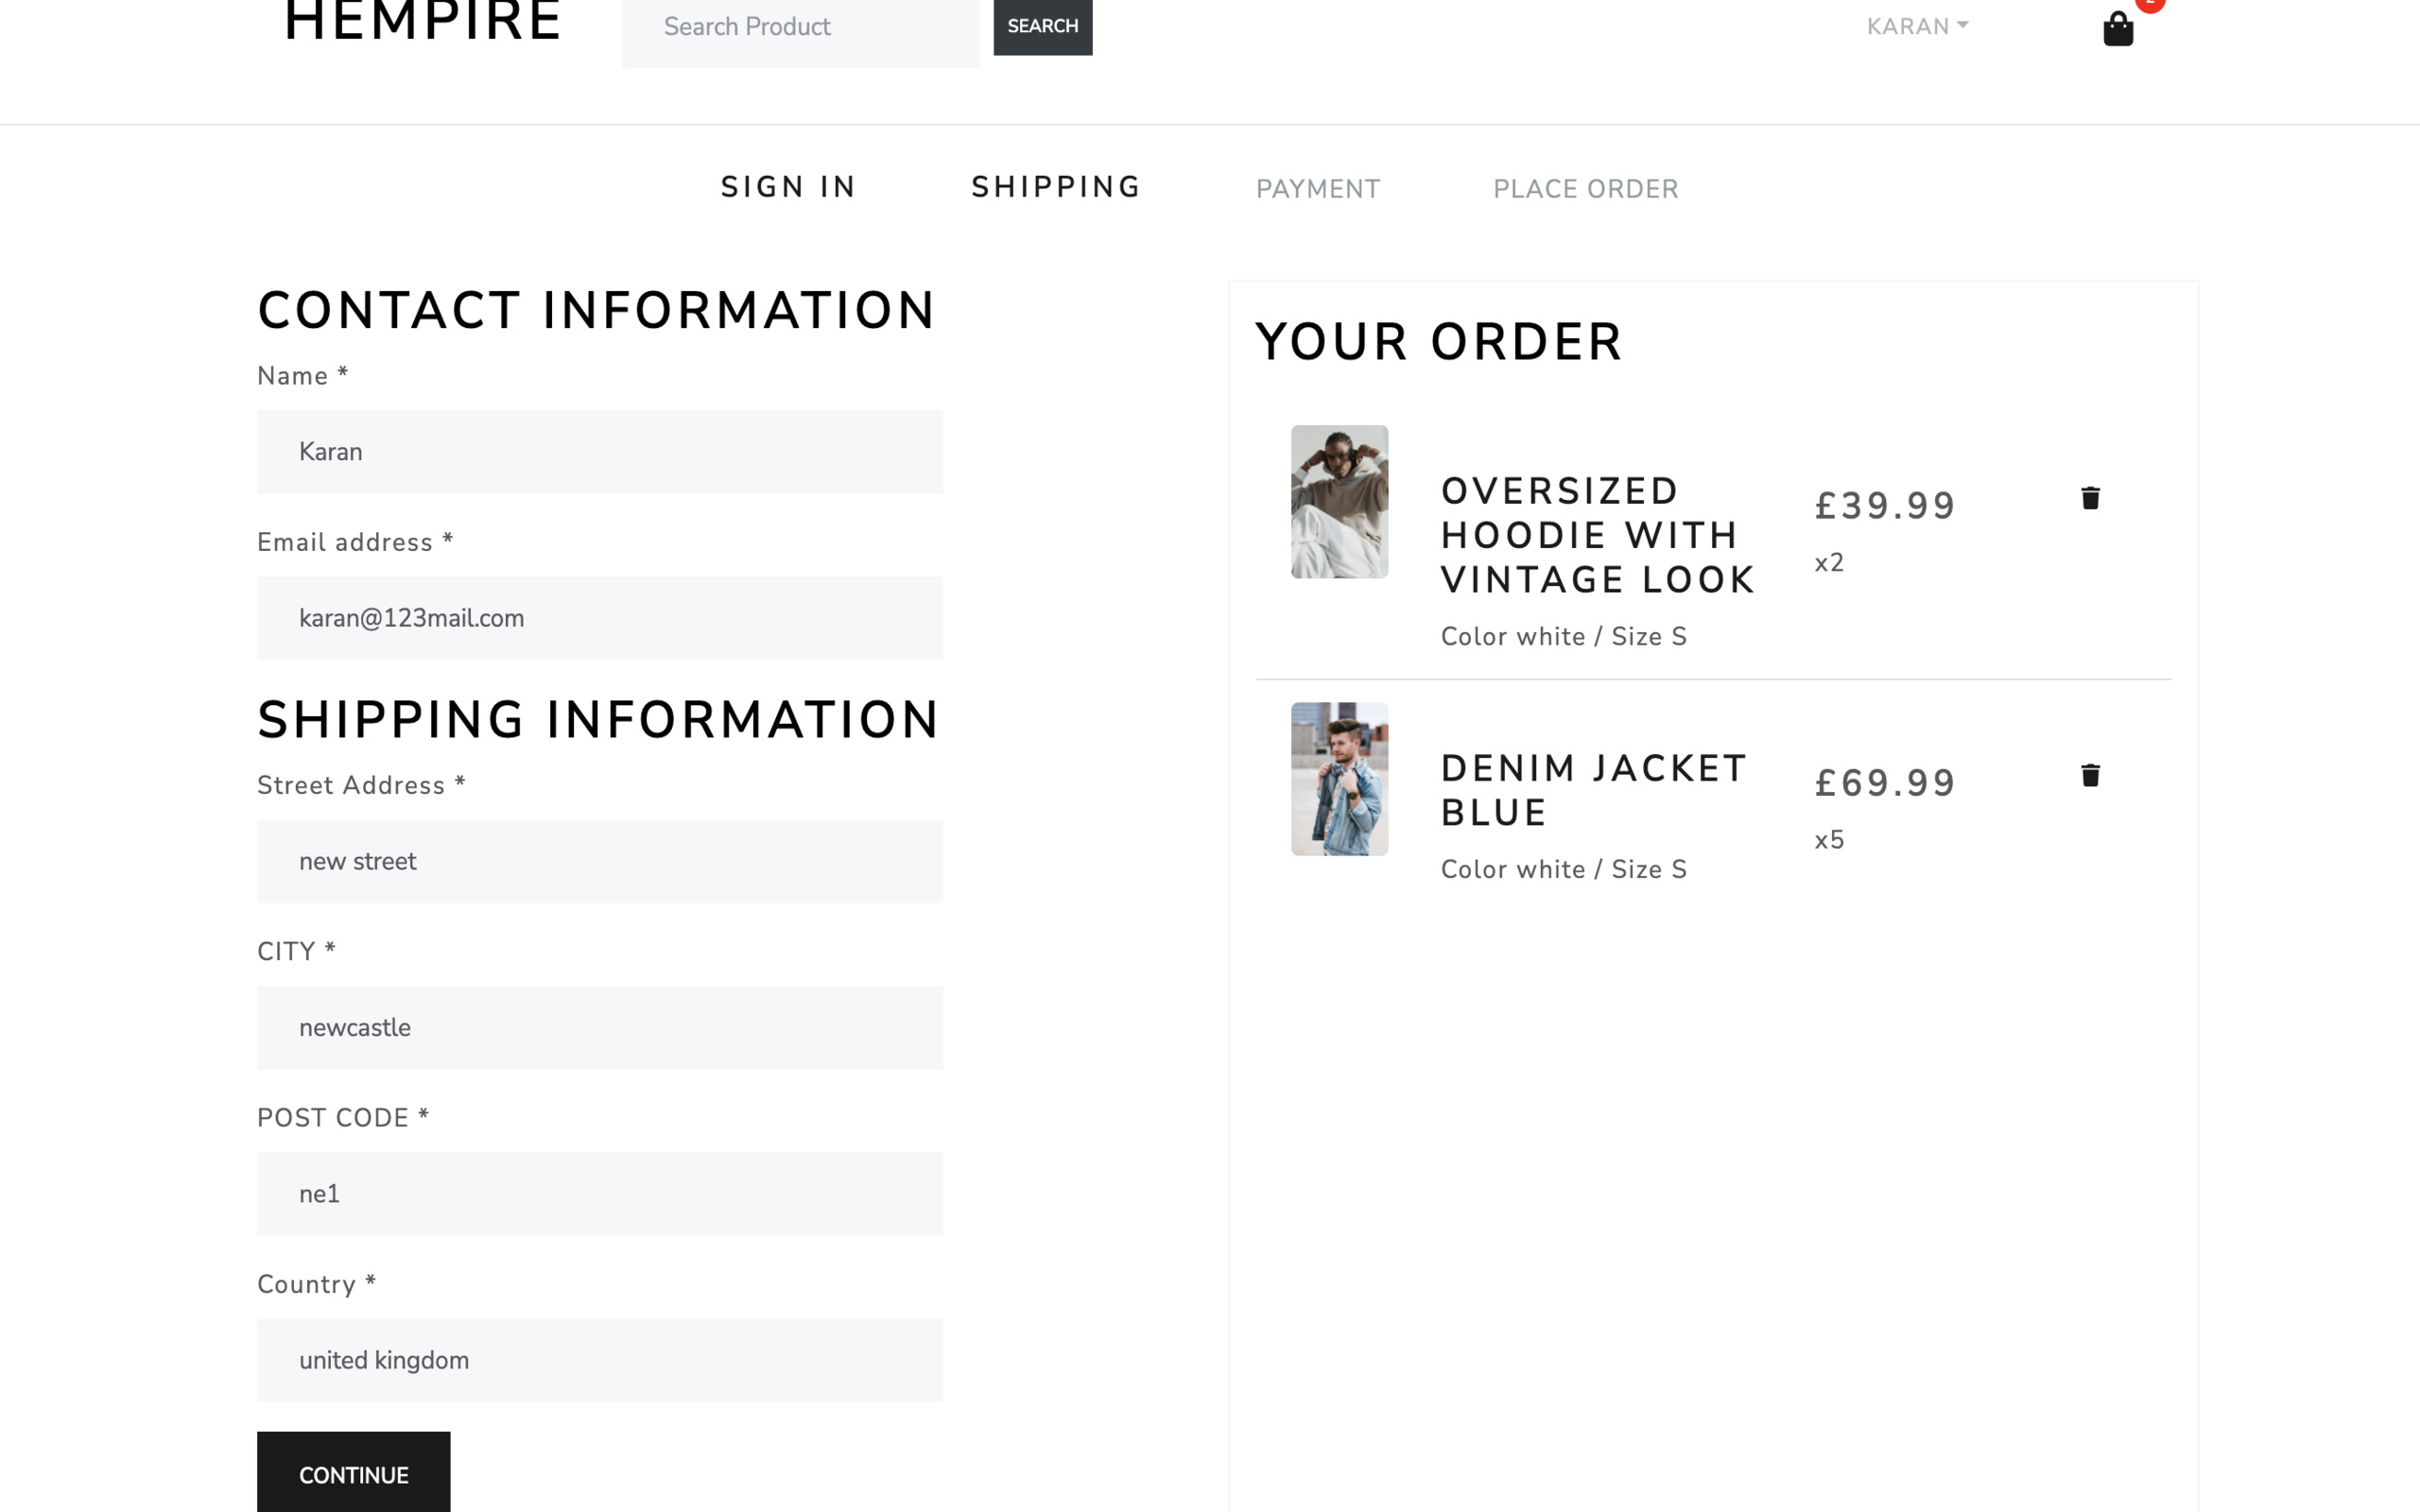 HEMPIRE
Search Product
SEARCH
KARAN
2
SIGN IN
SHIPPING
PAYMENT
PLACE ORDER
CONTACT INFORMATION
Name *
Karan
Email address *
karan@123mail.com
SHIPPING INFORMATION
Street Address *
new street
CITY *
newcastle
POST CODE *
ne1
Country *
united kingdom
CONTINUE
YOUR ORDER
OVERSIZED
HOODIE WITH
VINTAGE LOOK
Color white / Size S
£39.99
x2
DENIM JACKET
BLUE
Color white / Size S
£69.99
x5